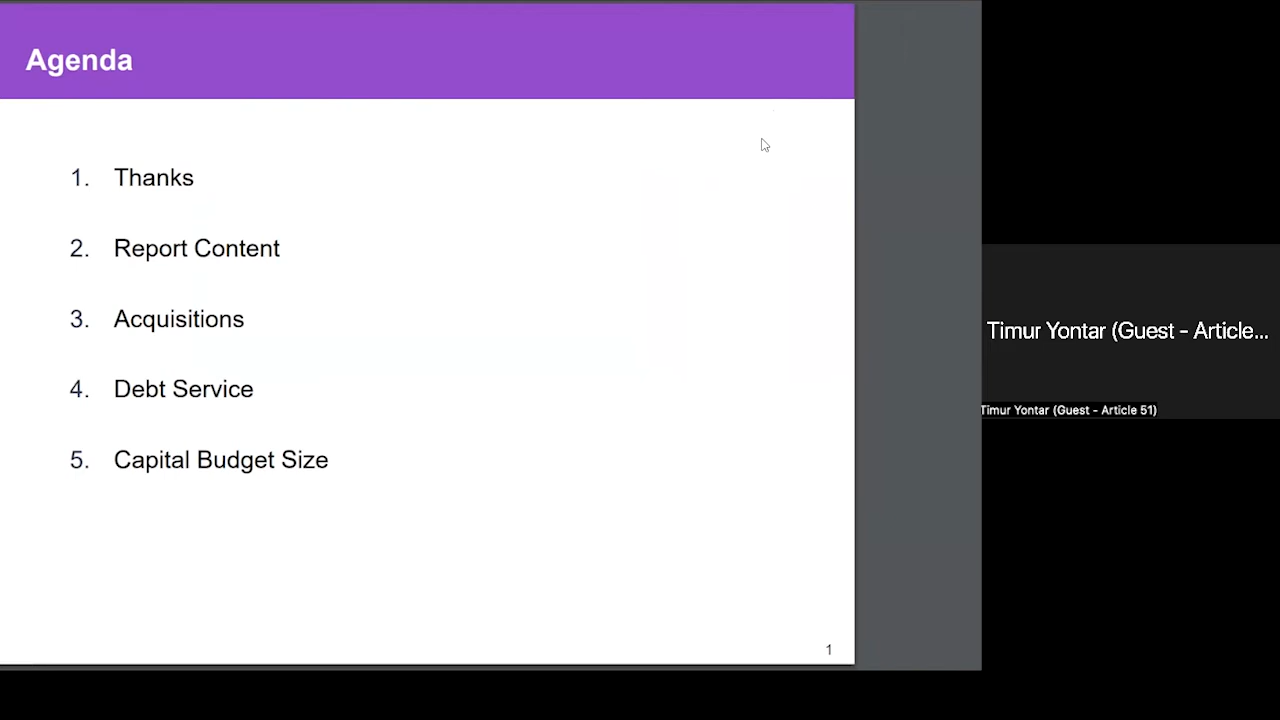 Agenda
1. Thanks
2. Report Content
3. Acquisitions
4. Debt Service
5. Capital Budget Size
1
Timur Yontar (Guest - Article...
Timur Yontar (Guest - Article 51)